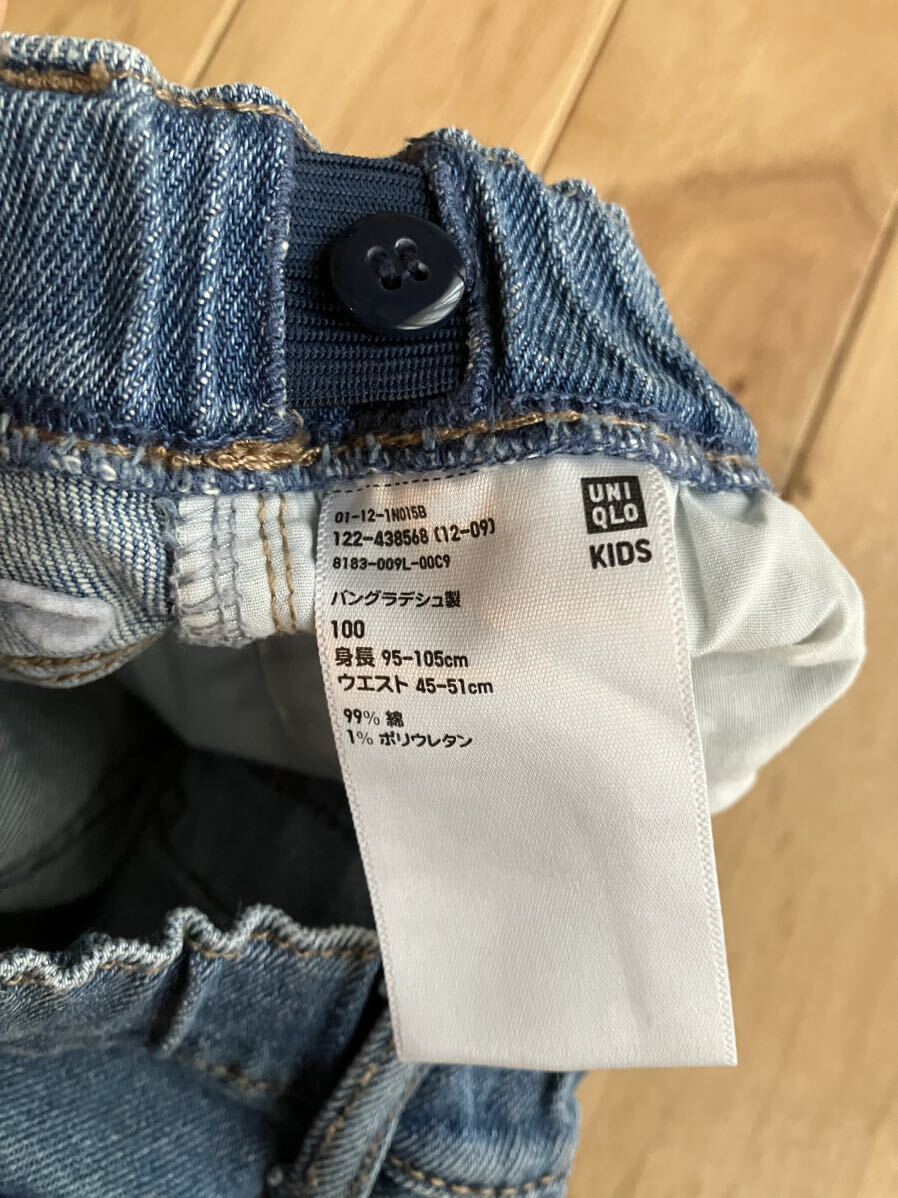 01-12-1N015B
122-438568 (12-09)
8183-009L-00C9
バングラデシュ製
100
身長 95-105cm
ウエスト 45-51cm
99% 綿
1% ポリウレタン
UNI
QLO
KIDS